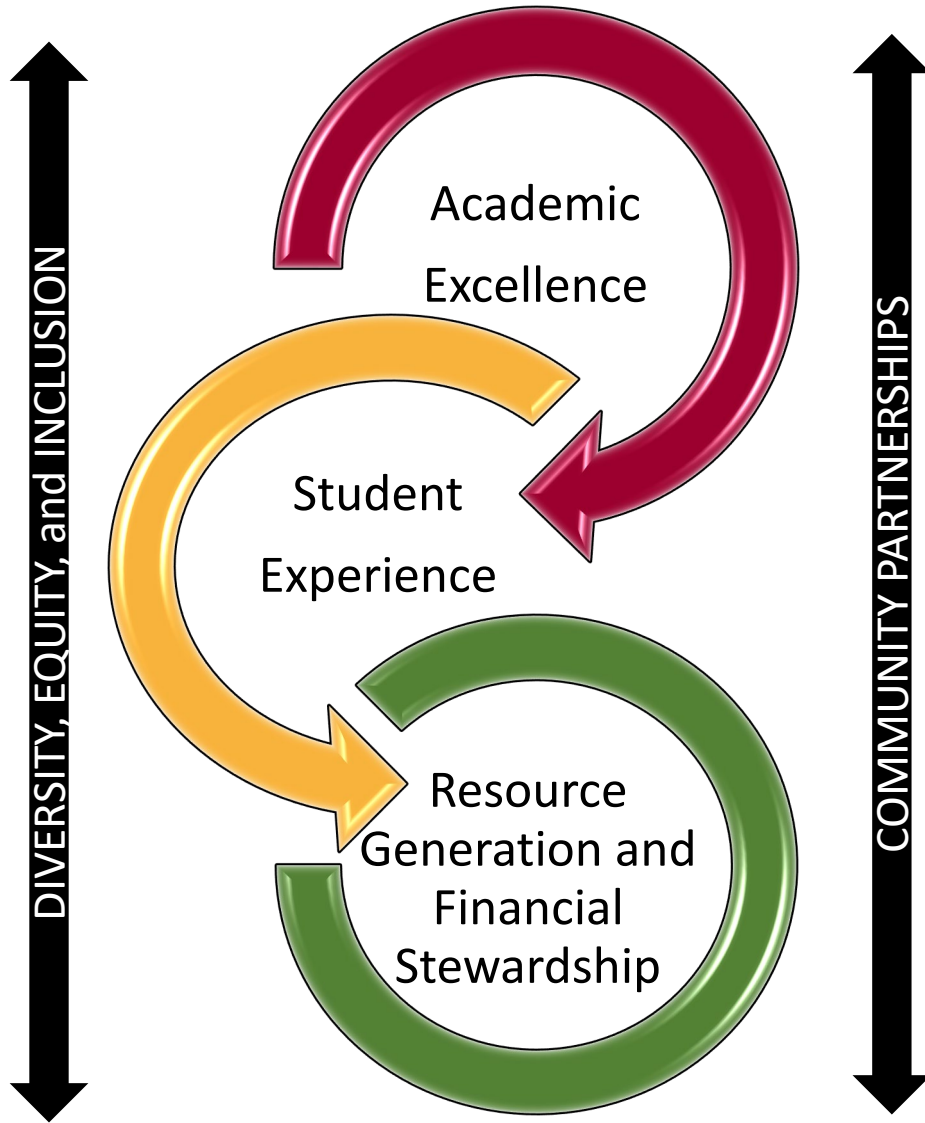 DIVERSITY, EQUITY, and INCLUSION
Academic
Excellence
Student
Experience
Resource
Generation and
Financial
Stewardship
COMMUNITY PARTNERSHIPS